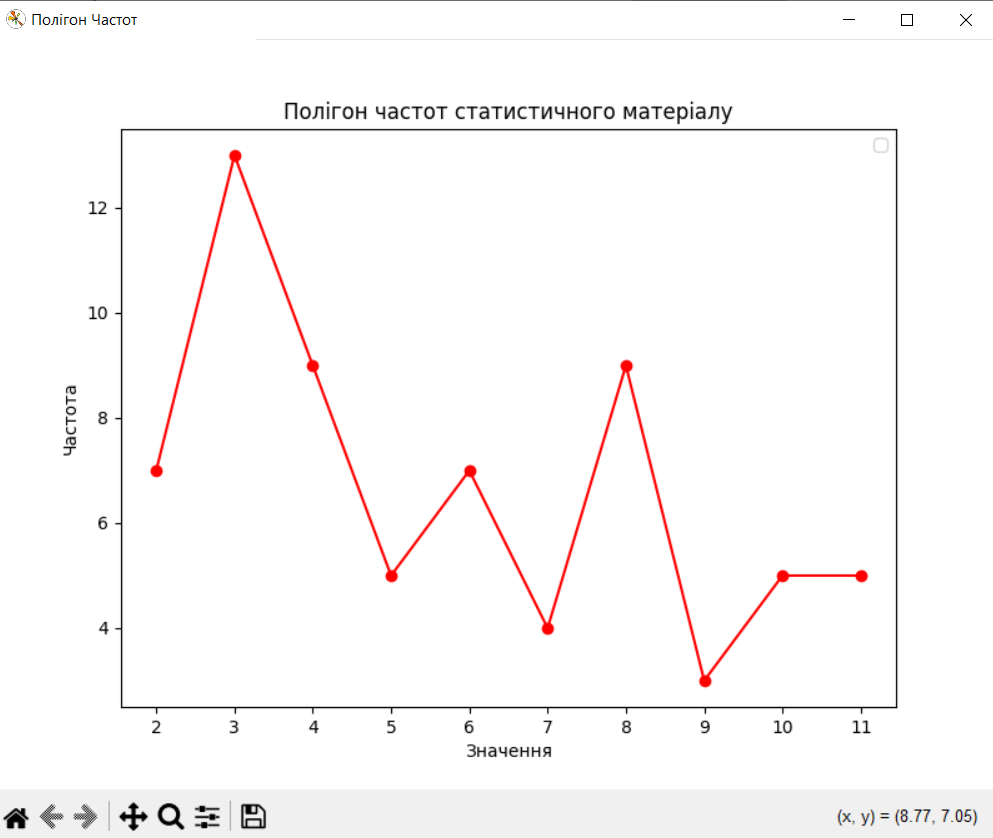 Полігон Частот
Полігон частот статистичного матеріалу
12
10
8
6
4
Частота
2 3 4 5 6 7 8 9 10 11
Значення
(x, y) = (8.77, 7.05)